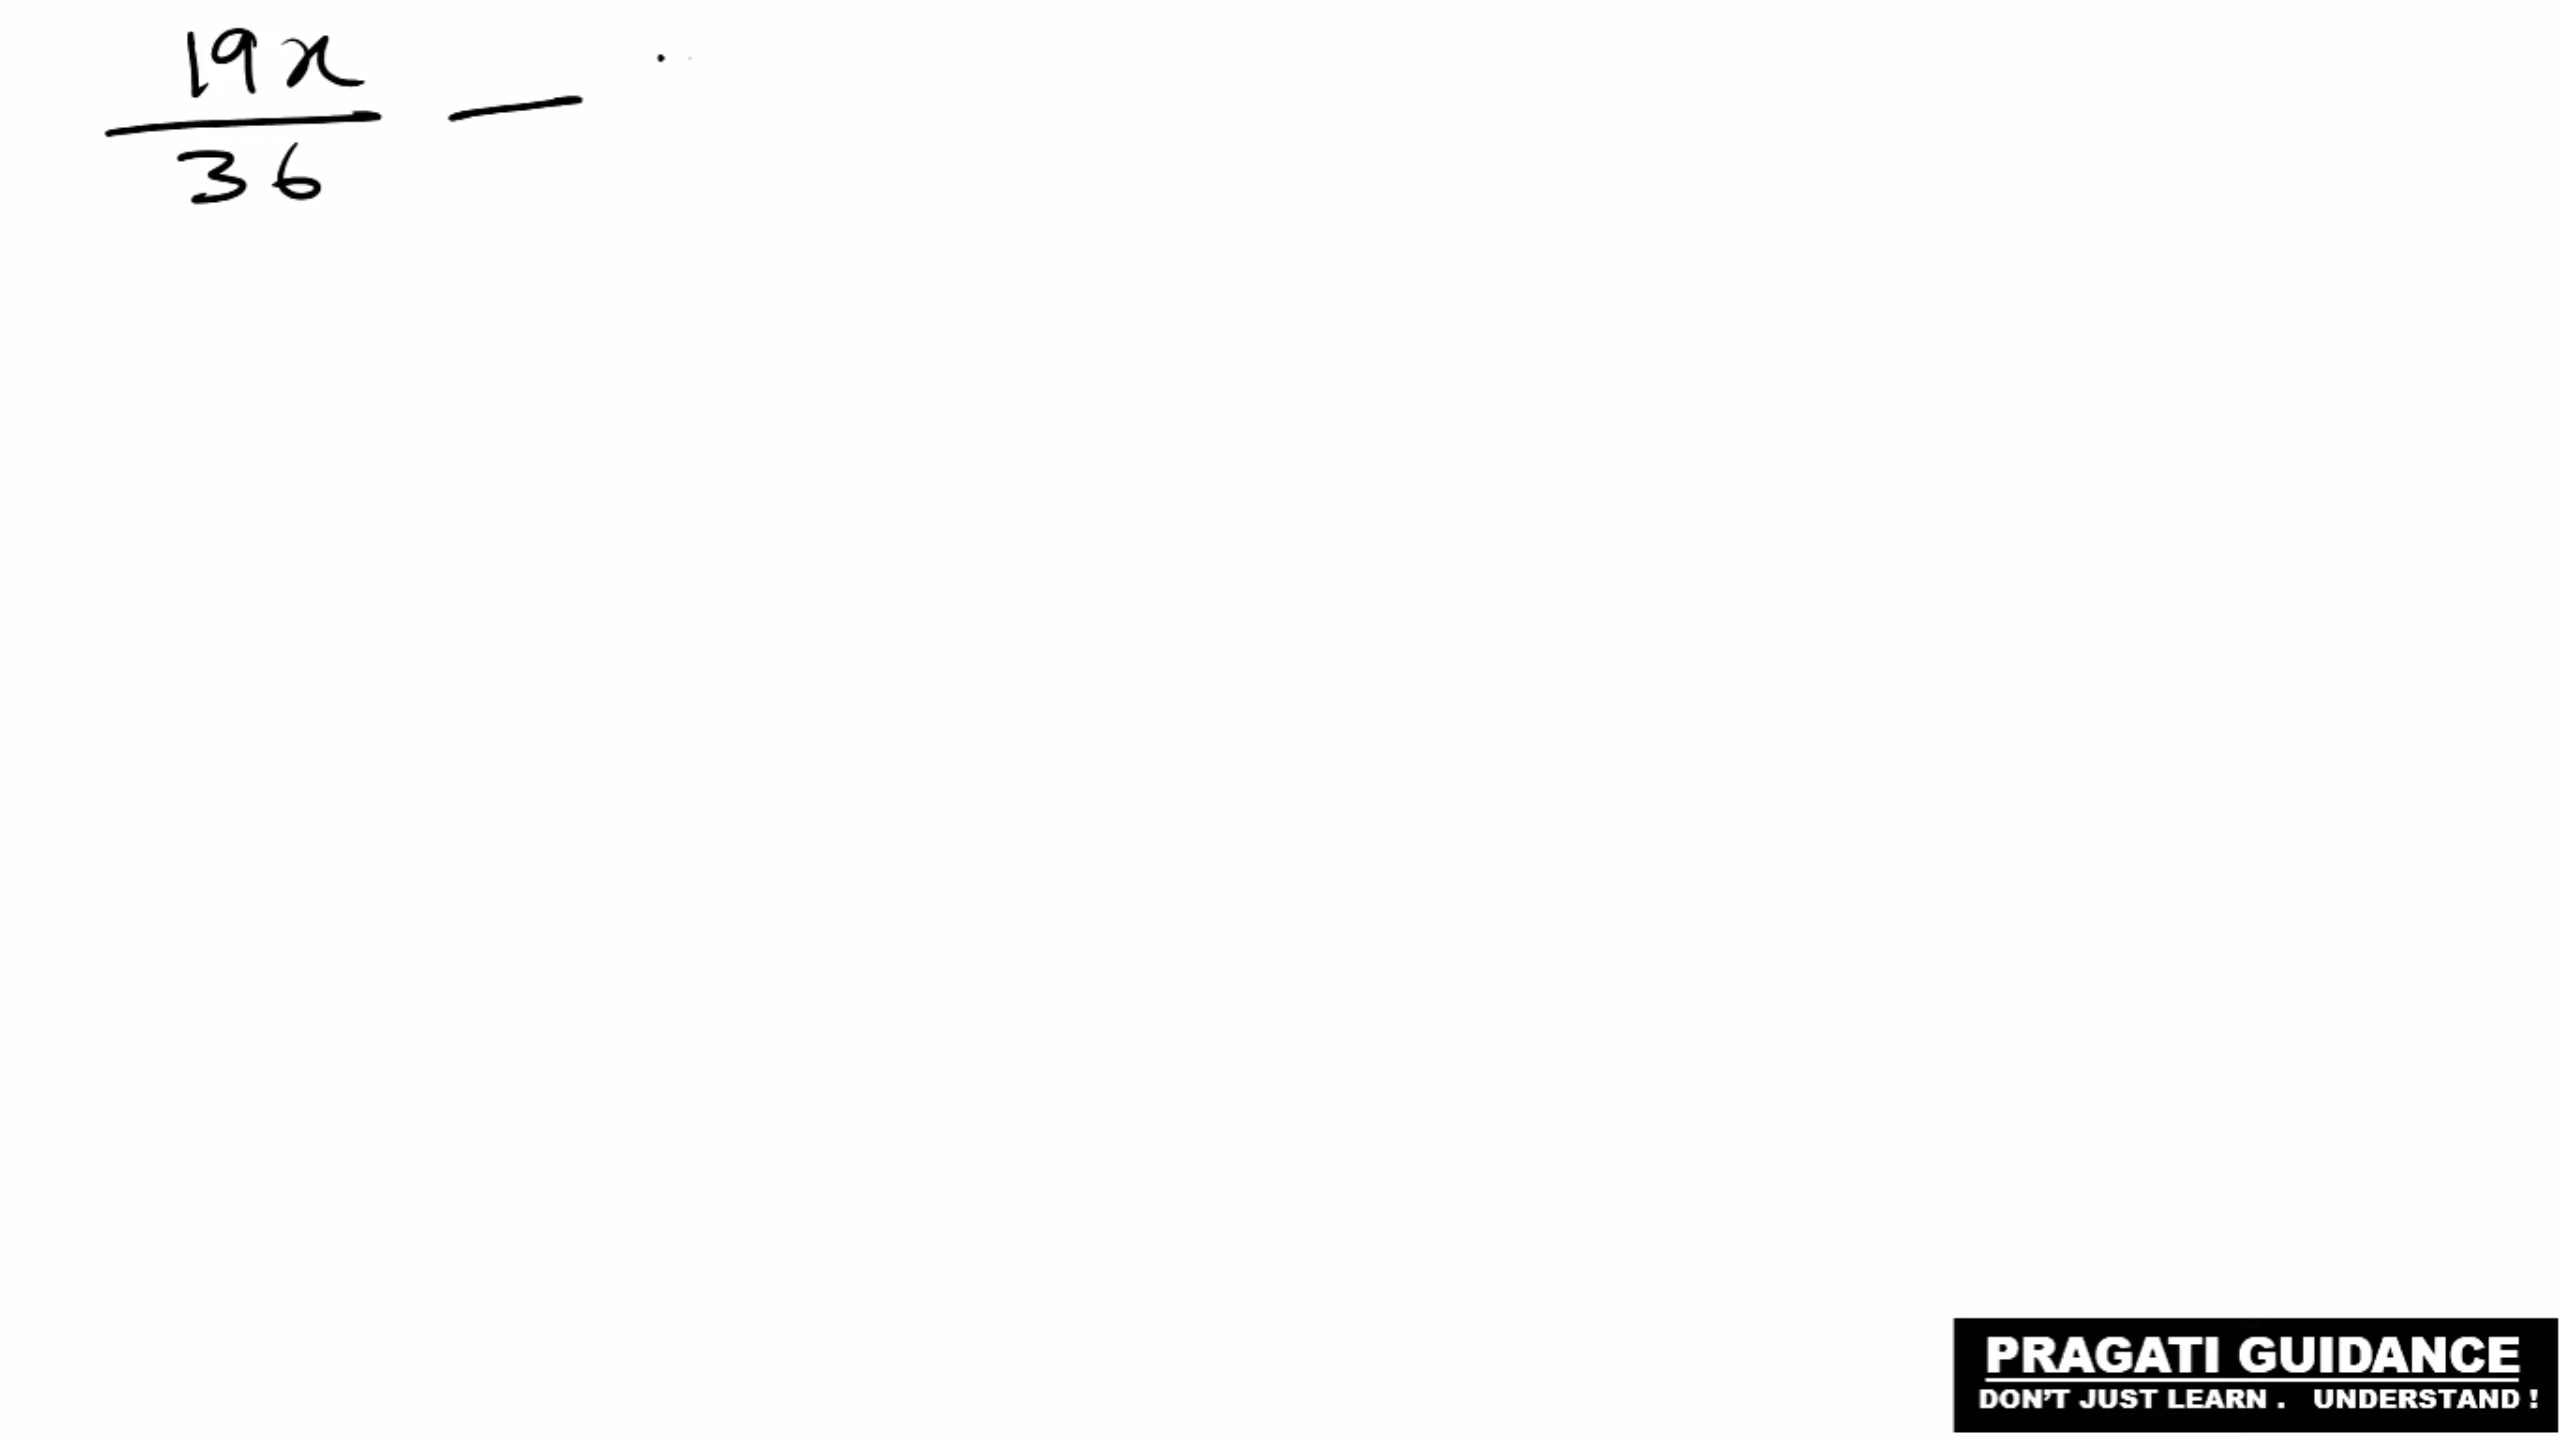 19x/36 —
PRAGATI GUIDANCE
DON'T JUST LEARN . UNDERSTAND !